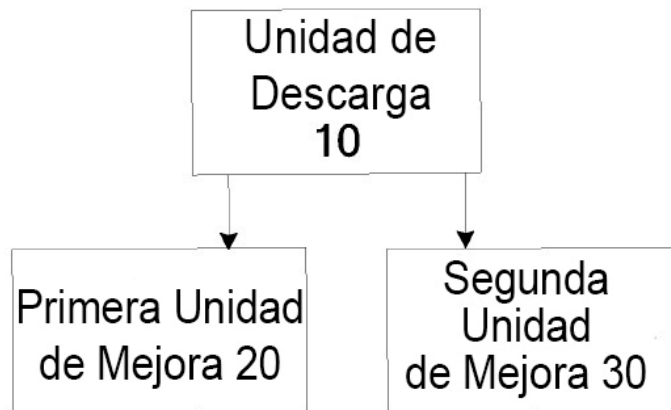 Unidad de
Descarga
10
Primera Unidad
de Mejora 20
Segunda
Unidad
de Mejora 30